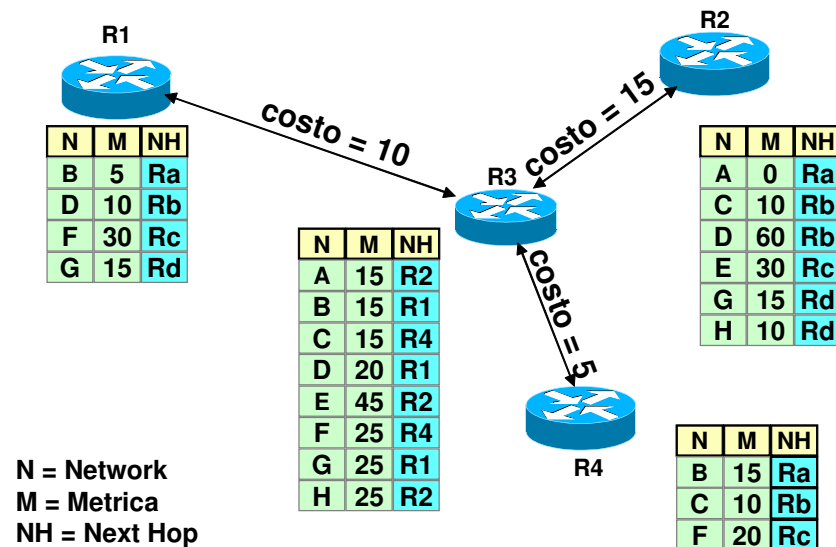 R1
R2
costo = 10
costo = 15
R3
costo = 5
R4
N M NH
B 5 Ra
D 10 Rb
F 30 Rc
G 15 Rd
N M NH
A 0 Ra
C 10 Rb
D 60 Rb
E 30 Rc
G 15 Rd
H 10 Rd
N M NH
A 15 R2
B 15 R1
C 15 R4
D 20 R1
E 45 R2
F 25 R4
G 25 R1
H 25 R2
N M NH
B 15 Ra
C 10 Rb
F 20 Rc
N = Network
M = Metrica
NH = Next Hop